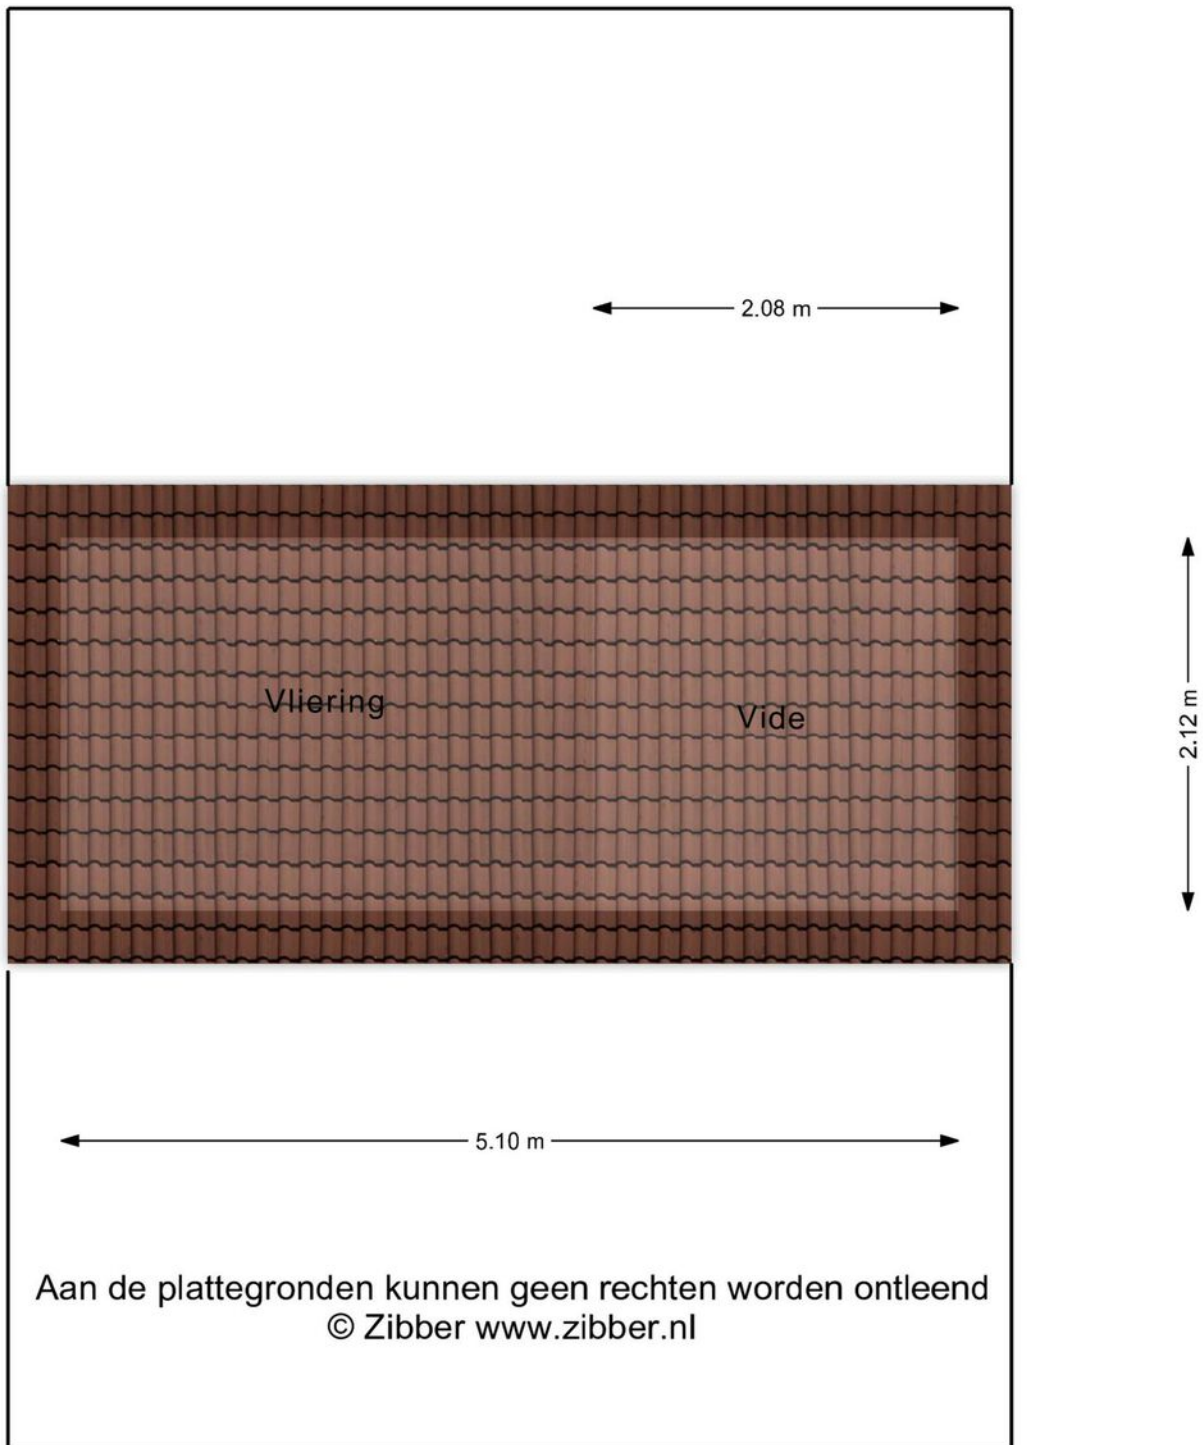 2.08 m
Vliering
Vide
2.12 m
5.10 m
Aan de plattegronden kunnen geen rechten worden ontleend
© Zibber www.zibber.nl